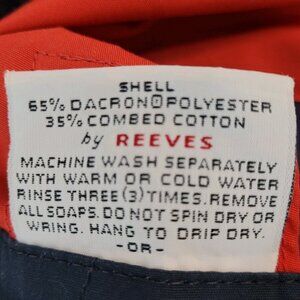 SHELL
65% DACRON® POLYESTER
35% COMBED COTTON
by REEVES
MACHINE WASH SEPARATELY
WITH WARM OR COLD WATER
RINSE THREE (3) TIMES. REMOVE
ALL SOAPS. DO NOT SPIN DRY OR
WRING. HANG TO DRIP DRY.
-OR-